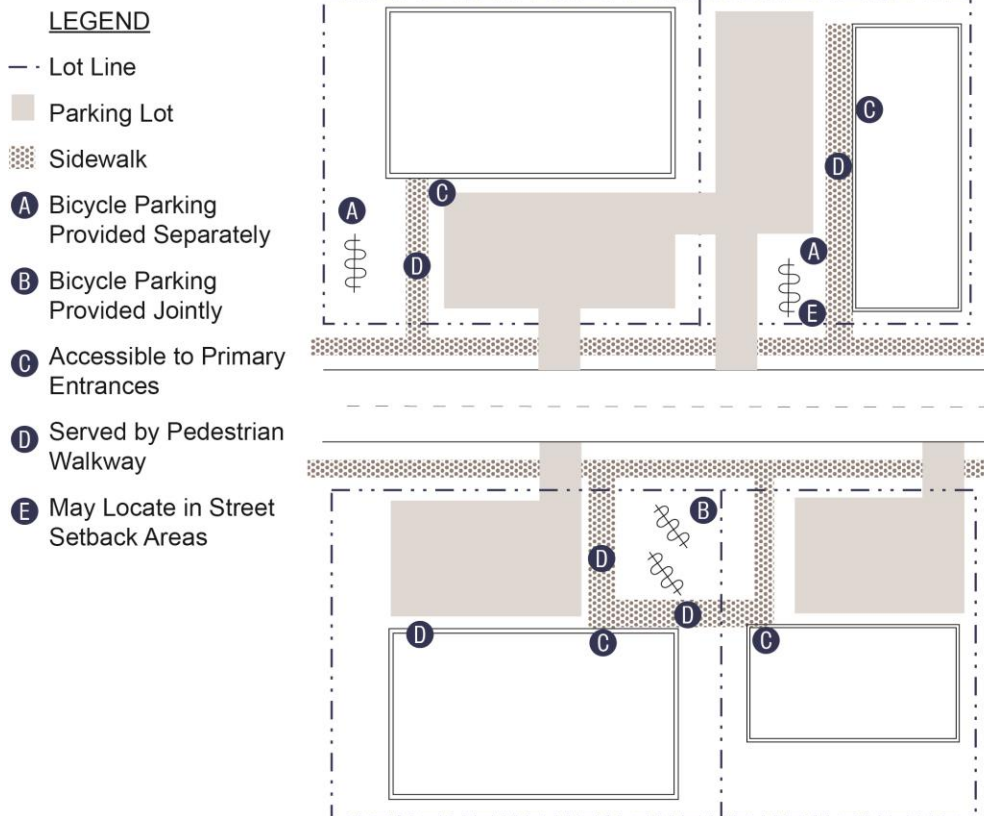 LEGEND
Lot Line
Parking Lot
Sidewalk
A Bicycle Parking
Provided Separately
B Bicycle Parking
Provided Jointly
C Accessible to Primary
Entrances
D Served by Pedestrian
Walkway
E May Locate in Street
Setback Areas
C
D
C
A
D
A
E
B
D
D
D
C
C